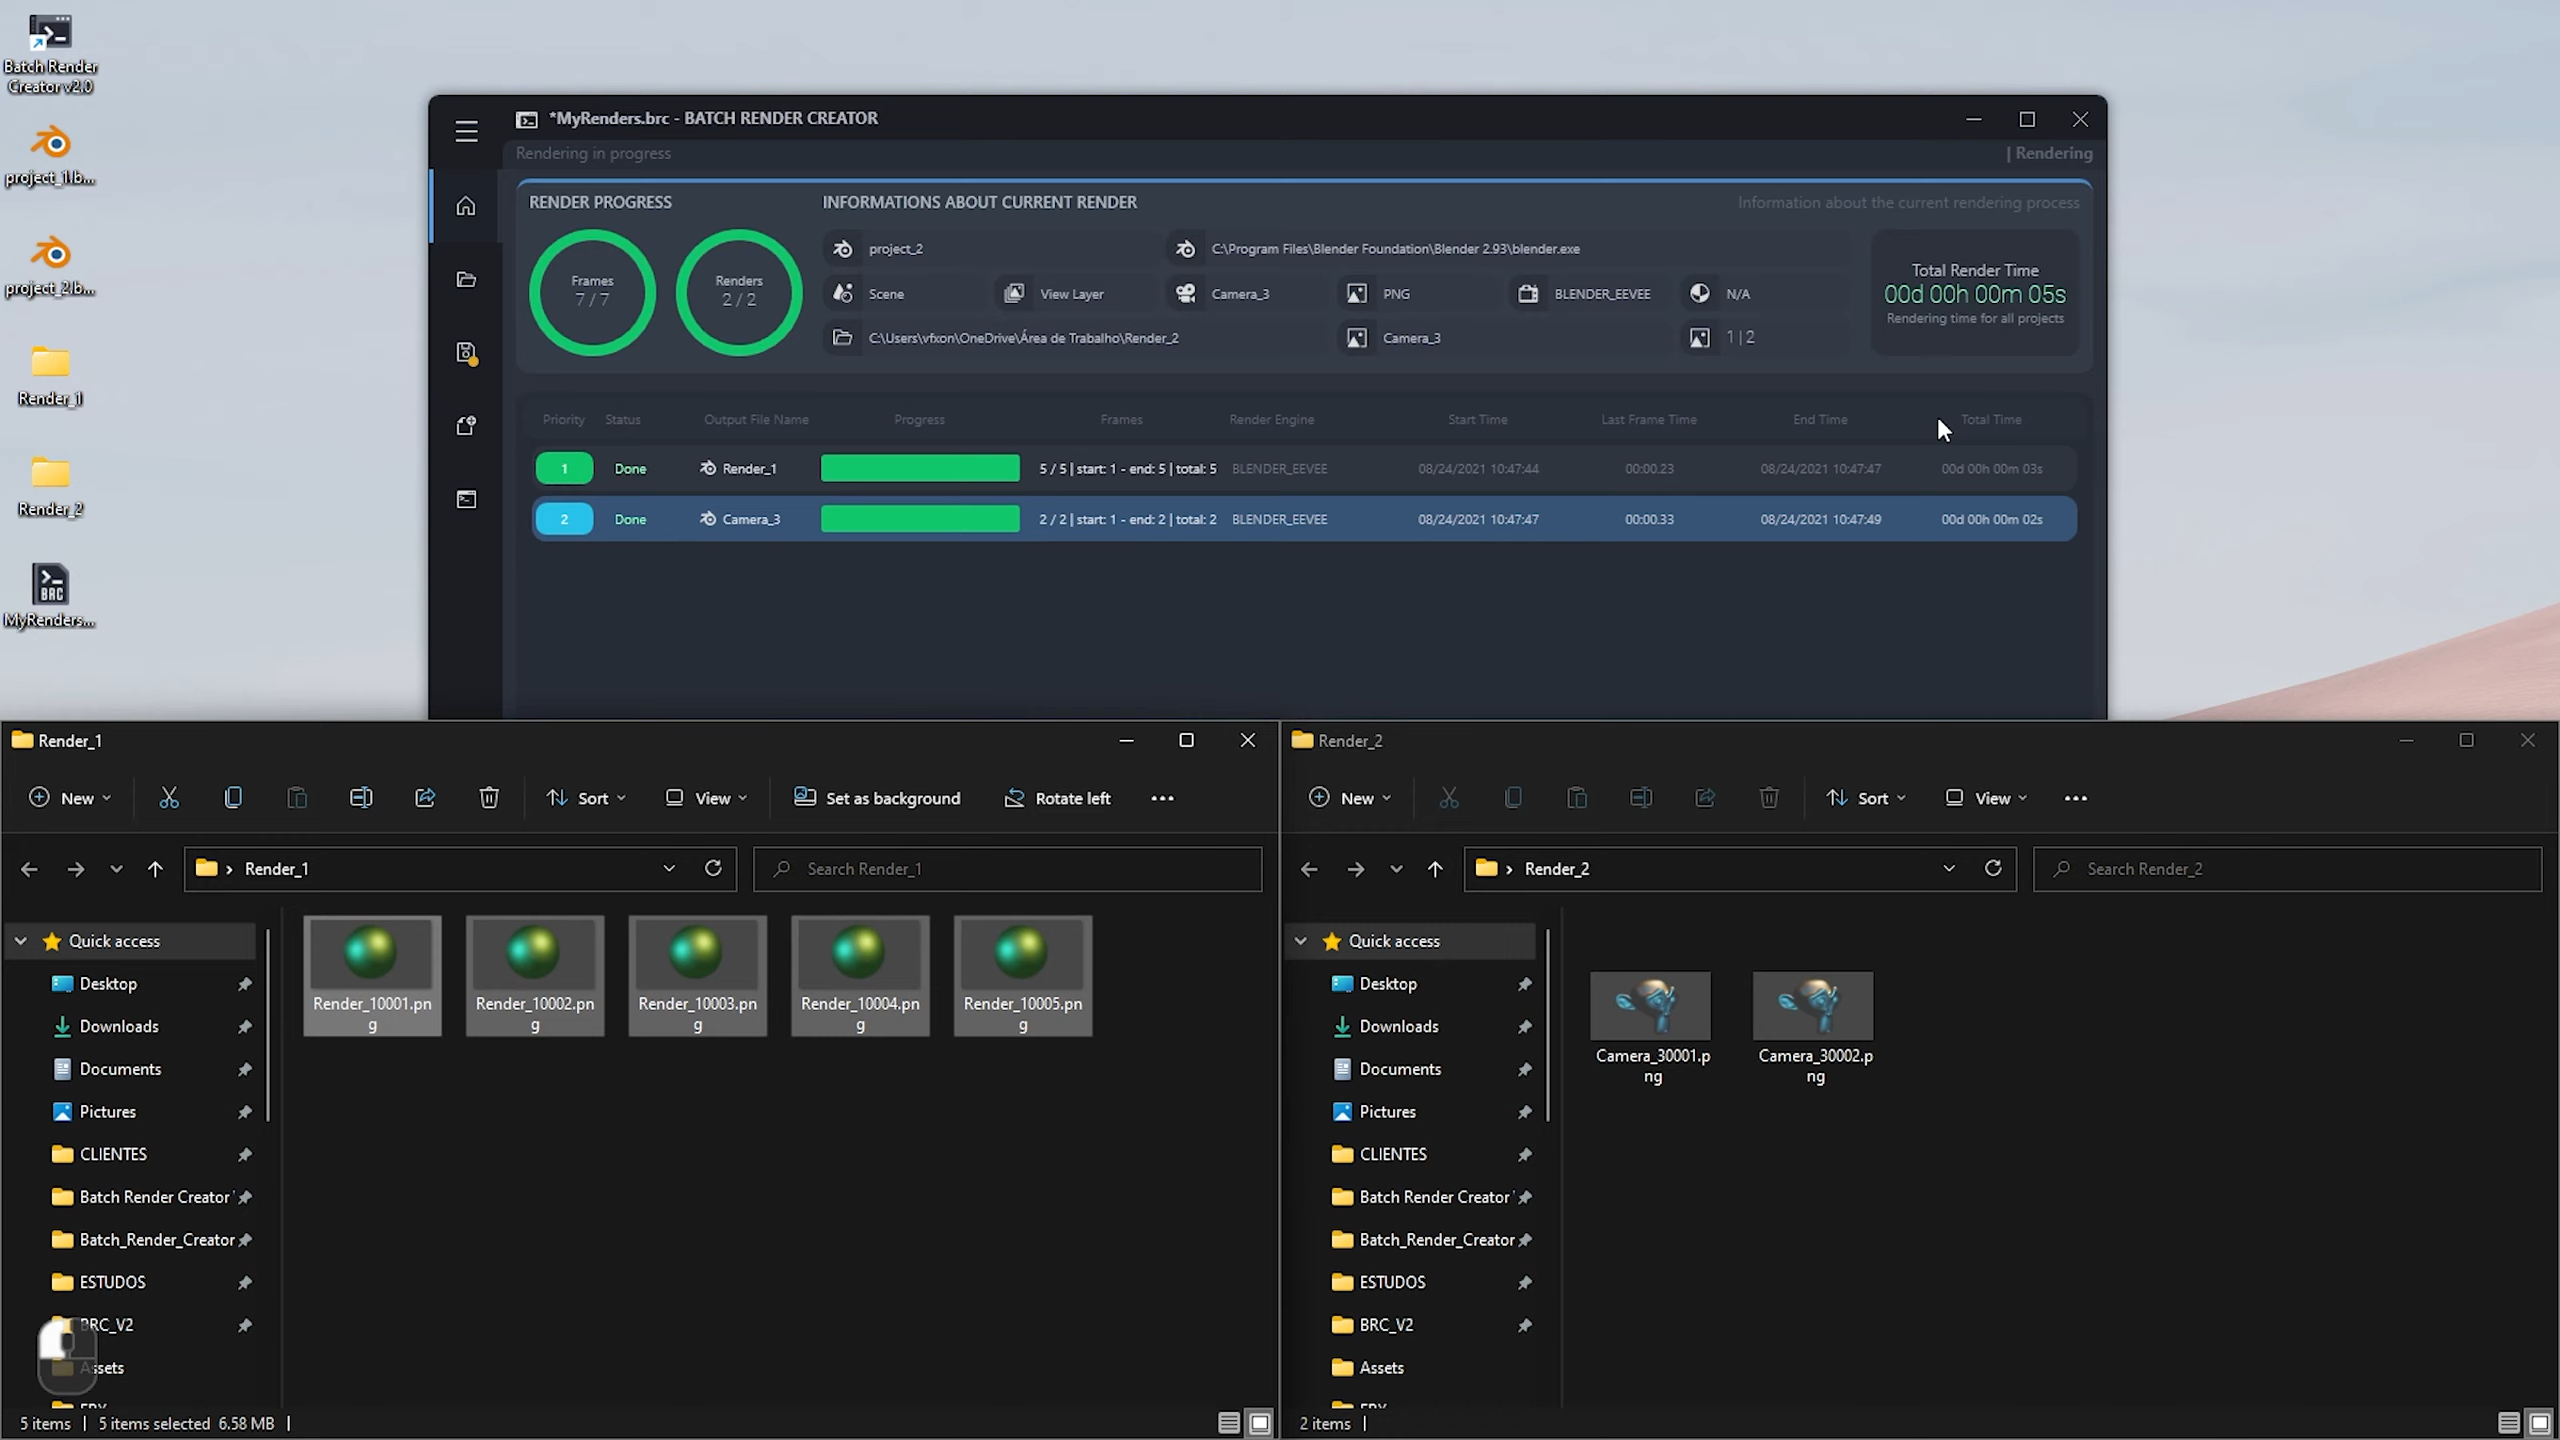 Batch Render
Creator v2.0
project_1.b...
project_2.b...
Render_1
Render_2
BRC
MyRenders...
*MyRenders.brc - BATCH RENDER CREATOR
Rendering in progress
| Rendering
RENDER PROGRESS
INFORMATIONS ABOUT CURRENT RENDER
Information about the current rendering process
Frames
7 / 7
Renders
2 / 2
project_2
C:\Program Files\Blender Foundation\Blender 2.93\blender.exe
Scene
View Layer
Camera_3
PNG
BLENDER_EEVEE
N/A
C:\Users\vfxon\OneDrive\Área de Trabalho\Render_2
Camera_3
1 | 2
Total Render Time
00d 00h 00m 05s
Rendering time for all projects
Priority Status Output File Name Progress Frames Render Engine Start Time Last Frame Time End Time Total Time
1 Done Render_1 5 / 5 | start: 1 - end: 5 | total: 5 BLENDER_EEVEE 08/24/2021 10:47:44 00:00.23 08/24/2021 10:47:47 00d 00h 00m 03s
2 Done Camera_3 2 / 2 | start: 1 - end: 2 | total: 2 BLENDER_EEVEE 08/24/2021 10:47:47 00:00.33 08/24/2021 10:47:49 00d 00h 00m 02s
Render_1
New Sort View Set as background Rotate left
Render_1
Search Render_1
Quick access
Desktop
Downloads
Documents
Pictures
CLIENTES
Batch Render Creator
Batch_Render_Creator
ESTUDOS
BRC_V2
Assets
Render_10001.pn
g
Render_10002.pn
g
Render_10003.pn
g
Render_10004.pn
g
Render_10005.pn
g
5 items | 5 items selected 6.58 MB |
Render_2
New Sort View
Render_2
Search Render_2
Quick access
Desktop
Downloads
Documents
Pictures
CLIENTES
Batch Render Creator
Batch_Render_Creator
ESTUDOS
BRC_V2
Assets
Camera_30001.p
ng
Camera_30002.p
ng
2 items |